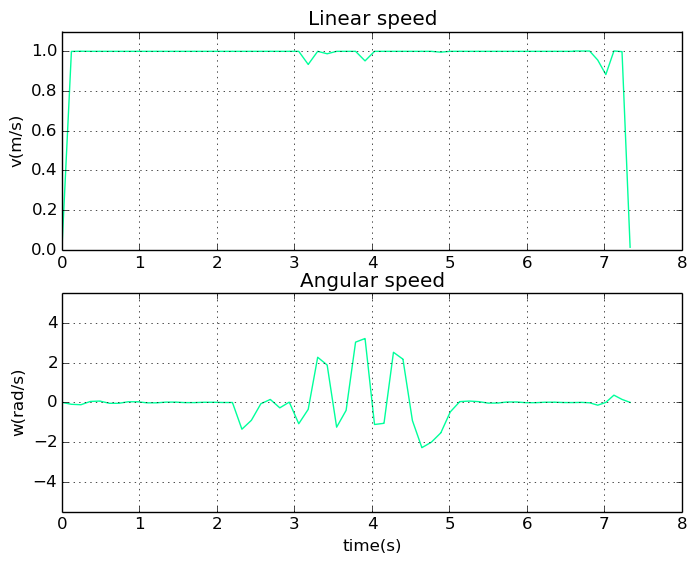 Linear speed
1.0
0.8
0.6
0.4
0.2
0.0
v(m/s)
0 1 2 3 4 5 6 7 8
Angular speed
4
2
0
−2
−4
w(rad/s)
0 1 2 3 4 5 6 7 8
time(s)